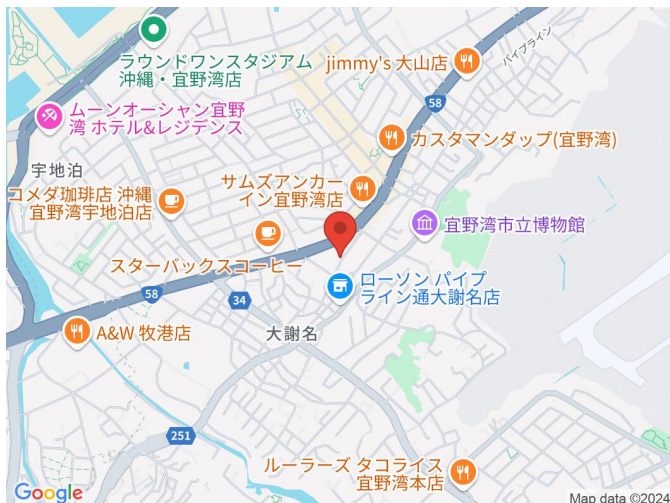 ラウンドワンスタジアム
沖縄・宜野湾店
jimmy's 大山店
パイプライン
58
ムーンオーシャン宜野
湾 ホテル&レジデンス
カスタマンダップ(宜野湾)
宇地泊
コメダ珈琲店 沖縄
宜野湾宇地泊店
サムズアンカー
イン宜野湾店
宜野湾市立博物館
スターバックスコーヒー
ローソン パイプ
ライン通大謝名店
58
34
A&W 牧港店
大謝名
251
ルーラーズ タコライス
宜野湾本店
Google
Map data ©2024